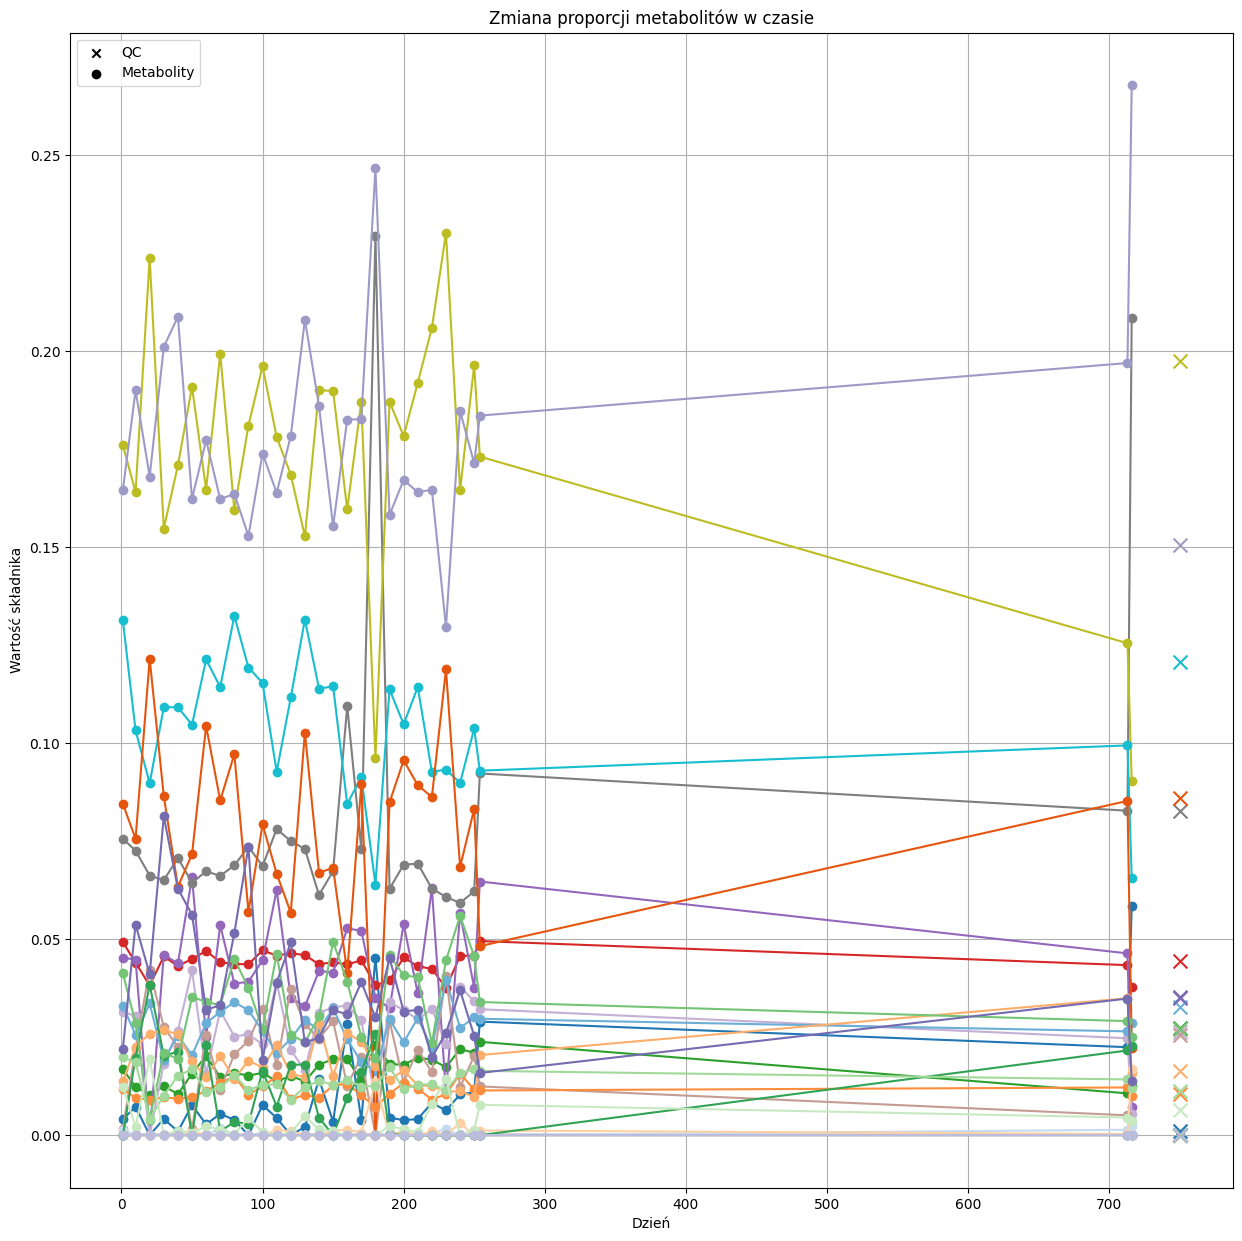 Zmiana proporcji metabolitów w czasie
QC
Metabolity
0.25
0.20
0.15
0.10
0.05
0.00
Wartość składnika
0 100 200 300 400 500 600 700
Dzień